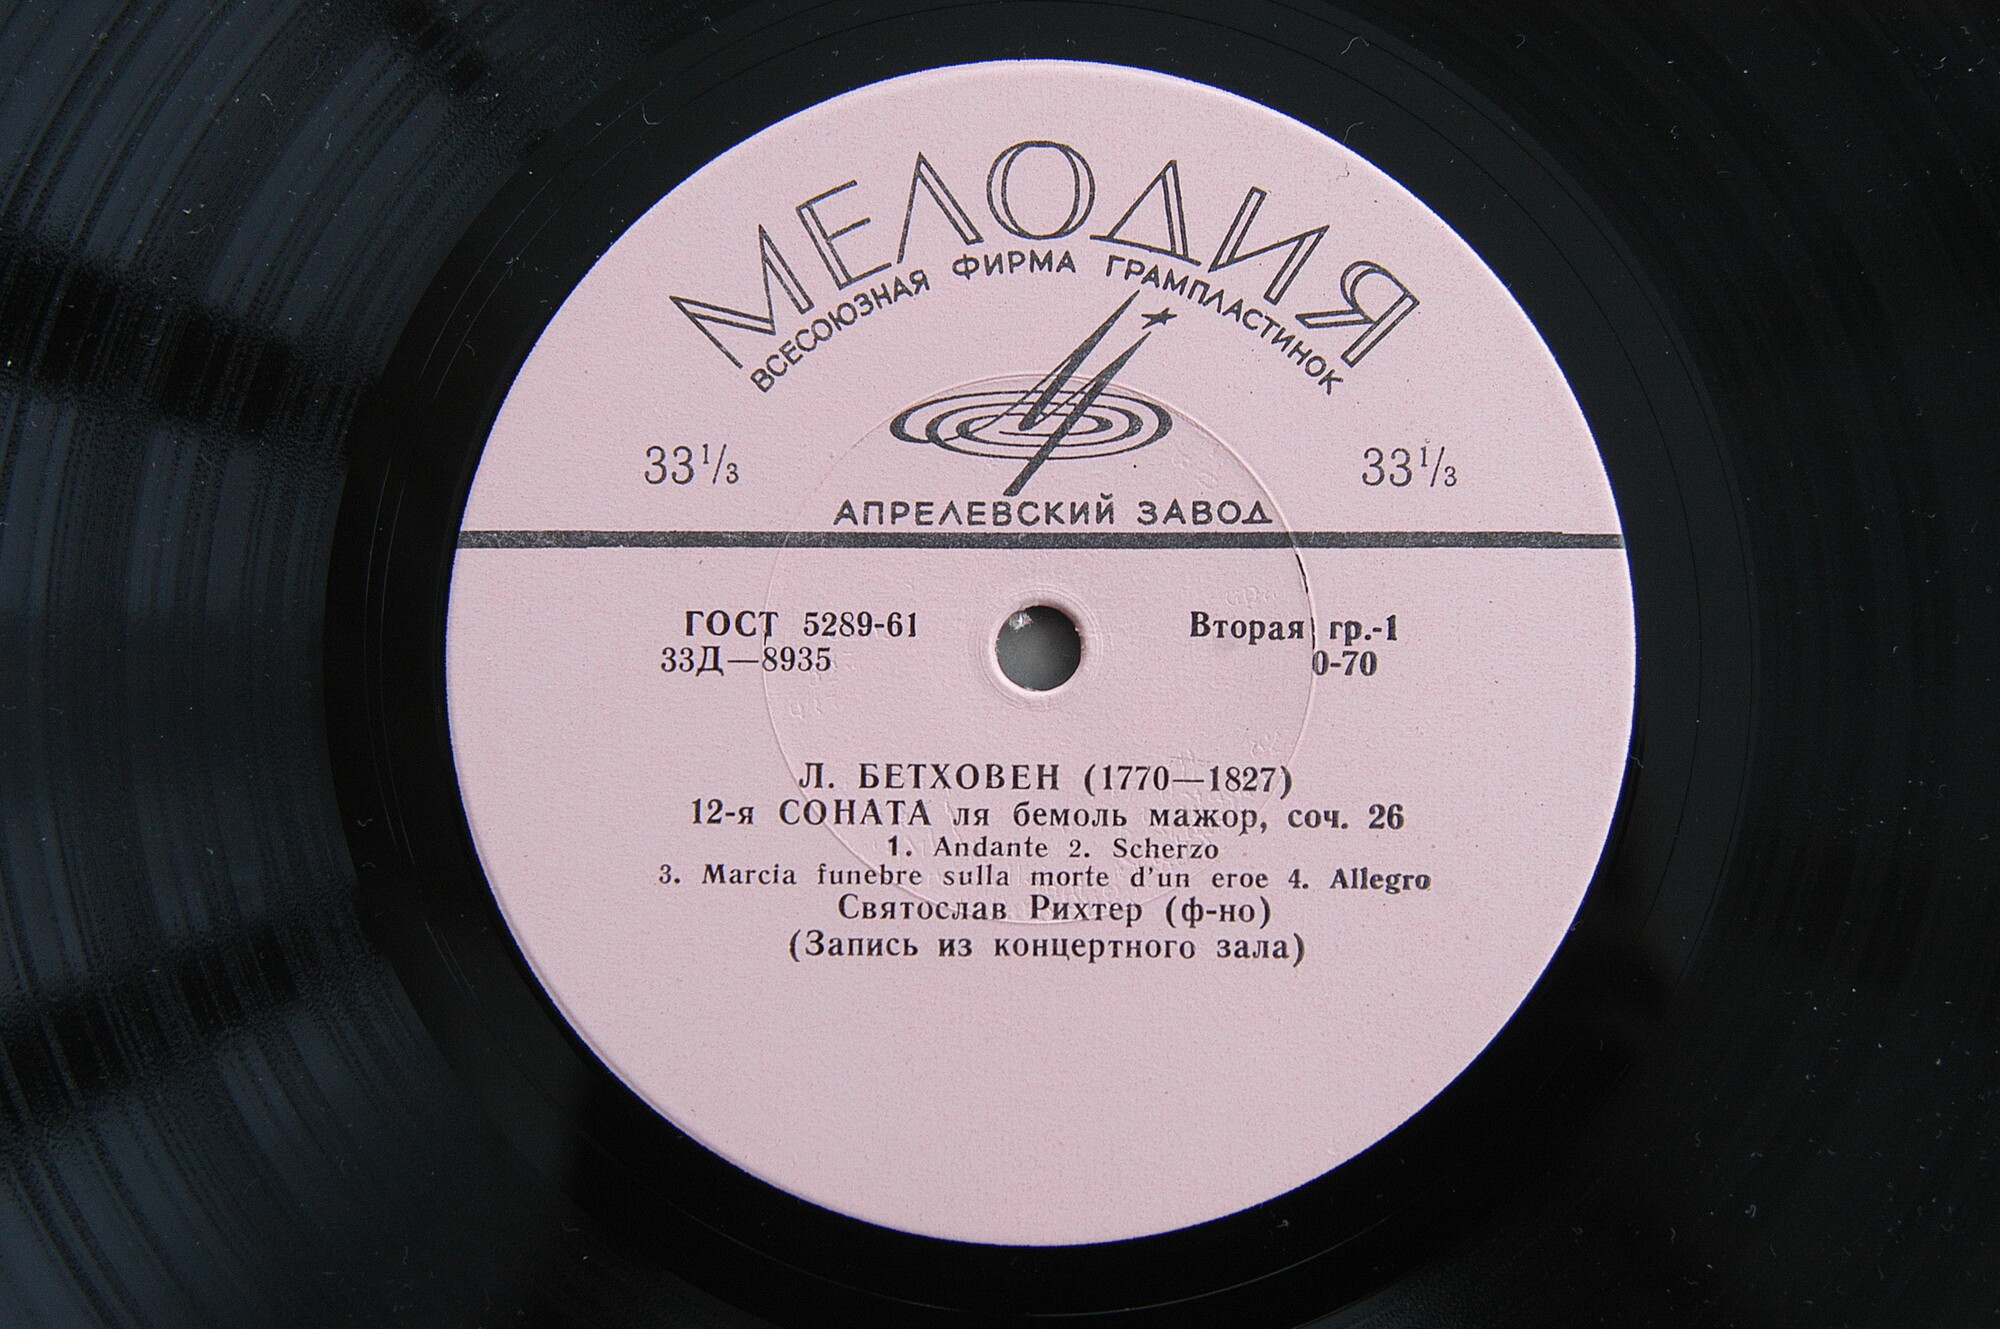 МЕЛОДИЯ
ВСЕСОЮЗНАЯ ФИРМА ГРАМПЛАСТИНОК
33 1/3 33 1/3
АПРЕЛЕВСКИЙ ЗАВОД
ГОСТ 5289-61 Вторая гр.-1
33Д—8935 0-70
Л. БЕТХОВЕН (1770—1827)
12-я СОНАТА ля бемоль мажор, соч. 26
1. Andante 2. Scherzo
3. Marcia funebre sulla morte d'un eroe 4. Allegro
Святослав Рихтер (ф-но)
(Запись из концертного зала)